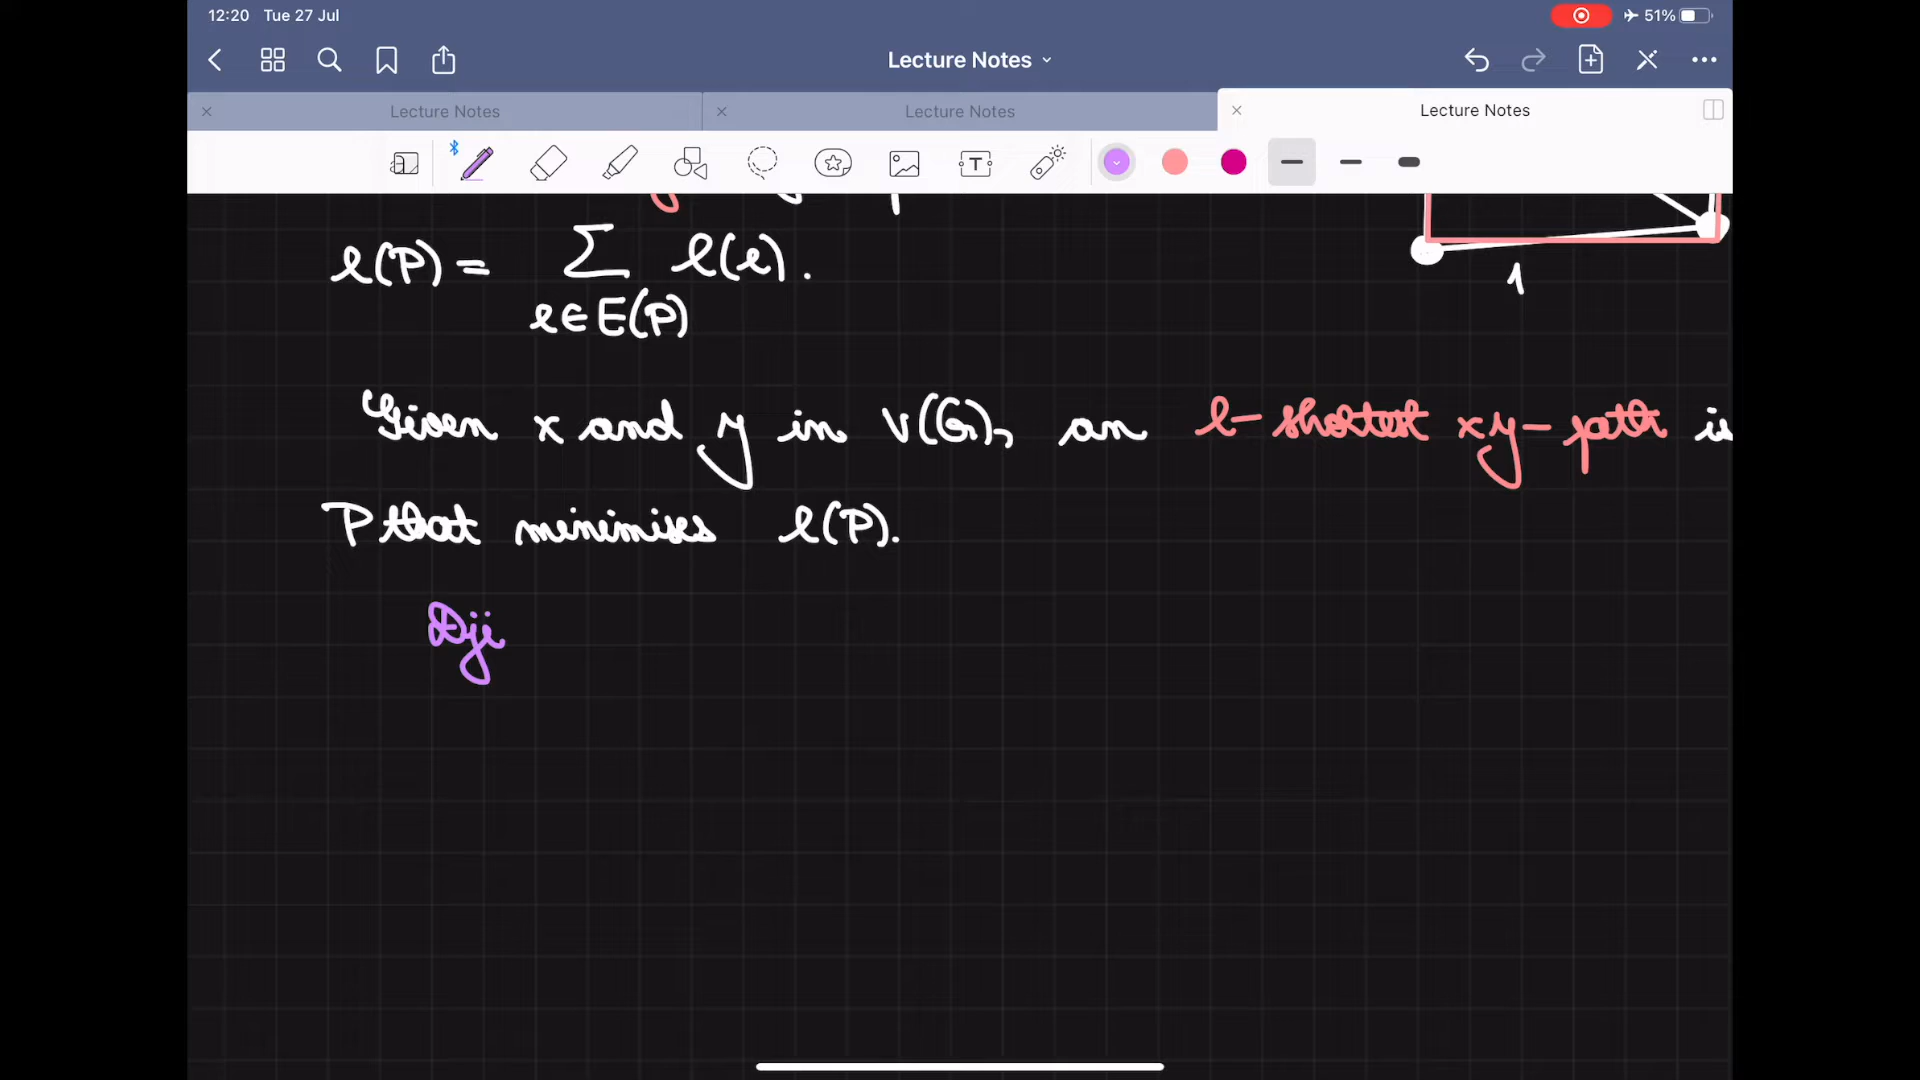 12:20 Tue 27 Jul
51%
Lecture Notes
Lecture Notes
Lecture Notes
Lecture Notes
a
T
l(P) = ∑ l(e).
e∈E(P)
1
Given x and y in V(G), an l-shortest xy-path is
P that minimises l(P).
Dij